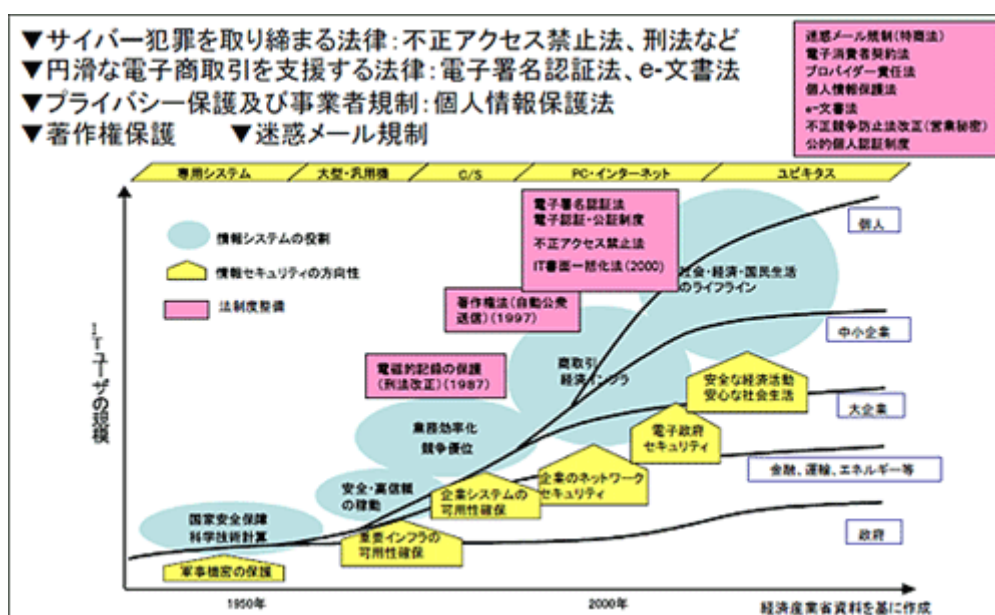 ▼サイバー犯罪を取り締まる法律：不正アクセス禁止法、刑法など
▼円滑な電子商取引を支援する法律：電子署名認証法、e-文書法
▼プライバシー保護及び事業者規制：個人情報保護法
▼著作権保護　▼迷惑メール規制
迷惑メール規制(特商法)
電子消費者契約法
プロバイダー責任法
個人情報保護法
e-文書法
不正競争防止法改正(営業秘密)
公的個人認証制度
専用システム
大型・汎用機
C/S
PC・インターネット
ユビキタス
情報システムの役割
情報セキュリティの方向性
法制度整備
電子署名認証法
電子認証・公証制度
不正アクセス禁止法
IT書面一括化法(2000)
著作権法(自動公衆
送信)(1997)
電磁的記録の保護
(刑法改正)(1987)
社会・経済・国民生活
のライフライン
商取引
経済インフラ
業務効率化
競争優位
安全・高信頼
の稼動
国家安全保障
科学技術計算
安全な経済活動
安心な社会生活
電子政府
セキュリティ
企業のネットワーク
セキュリティ
企業システムの
可用性確保
重要インフラの
可用性確保
軍事機密の保護
個人
中小企業
大企業
金融、運輸、エネルギー等
政府
ITユーザの規模
1950年
2000年
経済産業省資料を基に作成